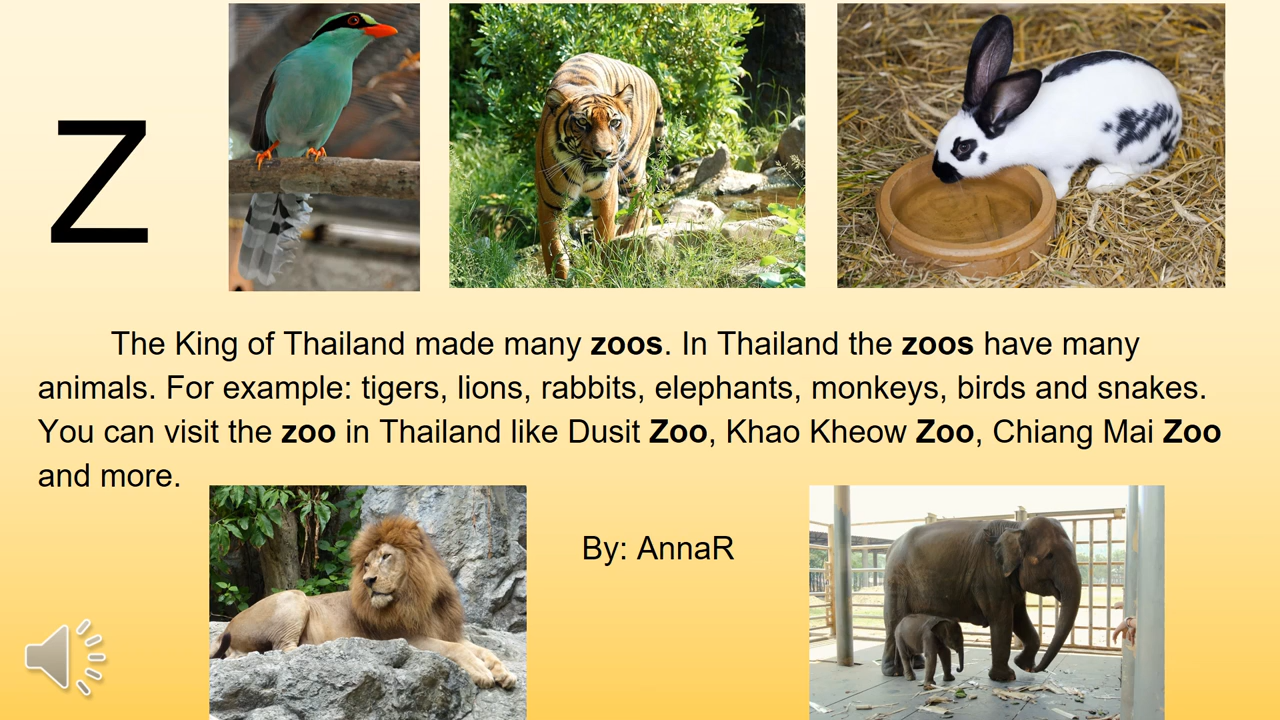 Z
The King of Thailand made many zoos. In Thailand the zoos have many
animals. For example: tigers, lions, rabbits, elephants, monkeys, birds and snakes.
You can visit the zoo in Thailand like Dusit Zoo, Khao Kheow Zoo, Chiang Mai Zoo
and more.
By: AnnaR